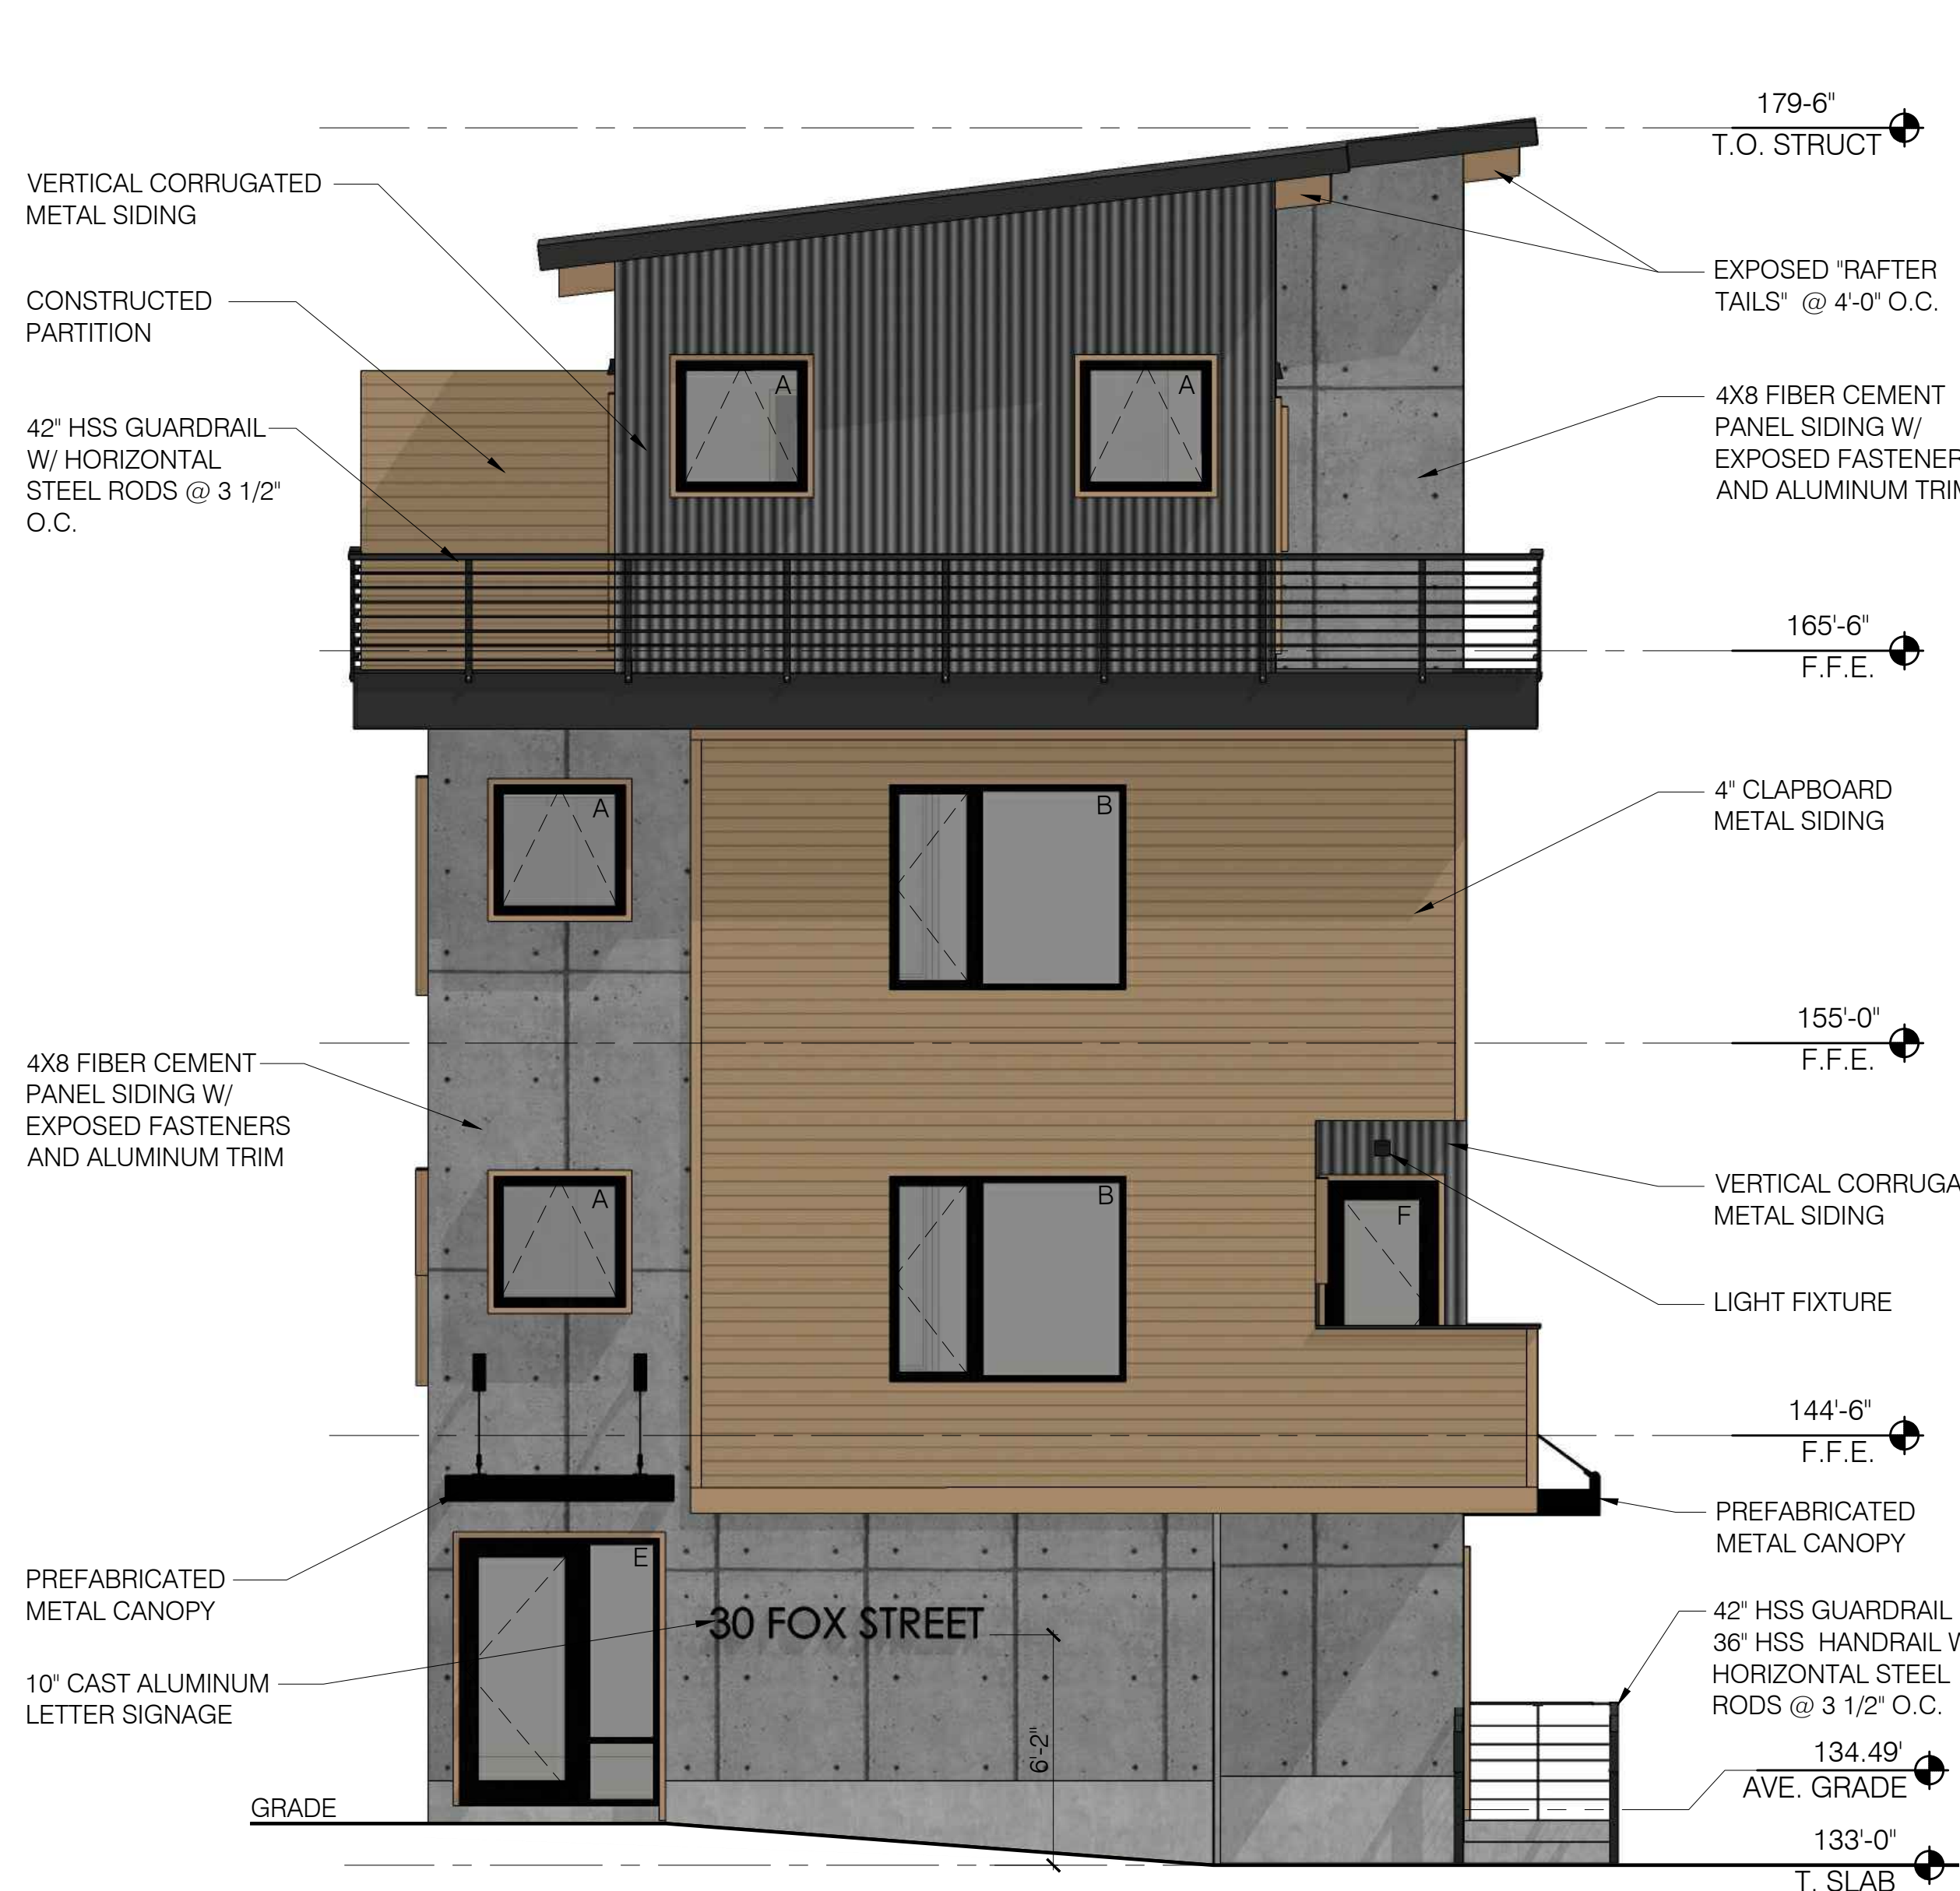 179-6"
T.O. STRUCT
VERTICAL CORRUGATED
METAL SIDING
EXPOSED "RAFTER
TAILS" @ 4'-0" O.C.
CONSTRUCTED
PARTITION
A
A
4X8 FIBER CEMENT
PANEL SIDING W/
EXPOSED FASTENER
AND ALUMINUM TRIM
42" HSS GUARDRAIL
W/ HORIZONTAL
STEEL RODS @ 3 1/2"
O.C.
165'-6"
F.F.E.
A
B
4" CLAPBOARD
METAL SIDING
155'-0"
F.F.E.
4X8 FIBER CEMENT
PANEL SIDING W/
EXPOSED FASTENERS
AND ALUMINUM TRIM
A
B
F
VERTICAL CORRUGA
METAL SIDING
LIGHT FIXTURE
144'-6"
F.F.E.
PREFABRICATED
METAL CANOPY
PREFABRICATED
METAL CANOPY
E
30 FOX STREET
42" HSS GUARDRAIL
36" HSS HANDRAIL W
HORIZONTAL STEEL
RODS @ 3 1/2" O.C.
10" CAST ALUMINUM
LETTER SIGNAGE
6'-2"
134.49'
AVE. GRADE
GRADE
133'-0"
T. SLAB